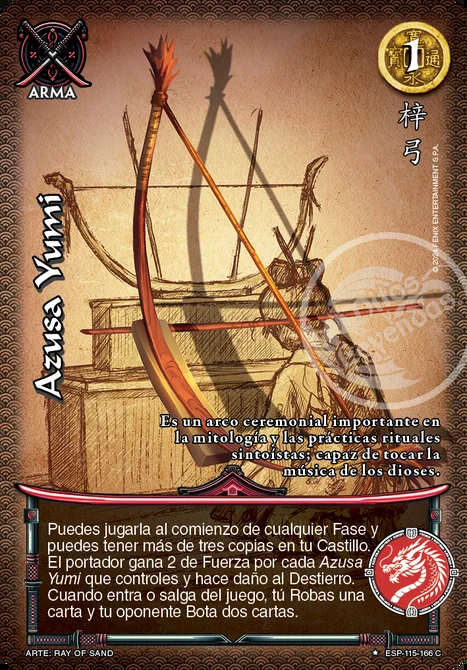 ARMA
1
寛
通
永
寳
梓
弓
Azusa Yumi
© 2024 FENIX ENTERTAINMENT S.P.A.
Es un arco ceremonial importante en
la mitología y las prácticas rituales
sintoístas; capaz de tocar la
música de los dioses.
Puedes jugarla al comienzo de cualquier Fase y
puedes tener más de tres copias en tu Castillo.
El portador gana 2 de Fuerza por cada Azusa
Yumi que controles y hace daño al Destierro.
Cuando entra o salga del juego, tú Robas una
carta y tu oponente Bota dos cartas.
ARTE: RAY OF SAND
ESP-115-166 C